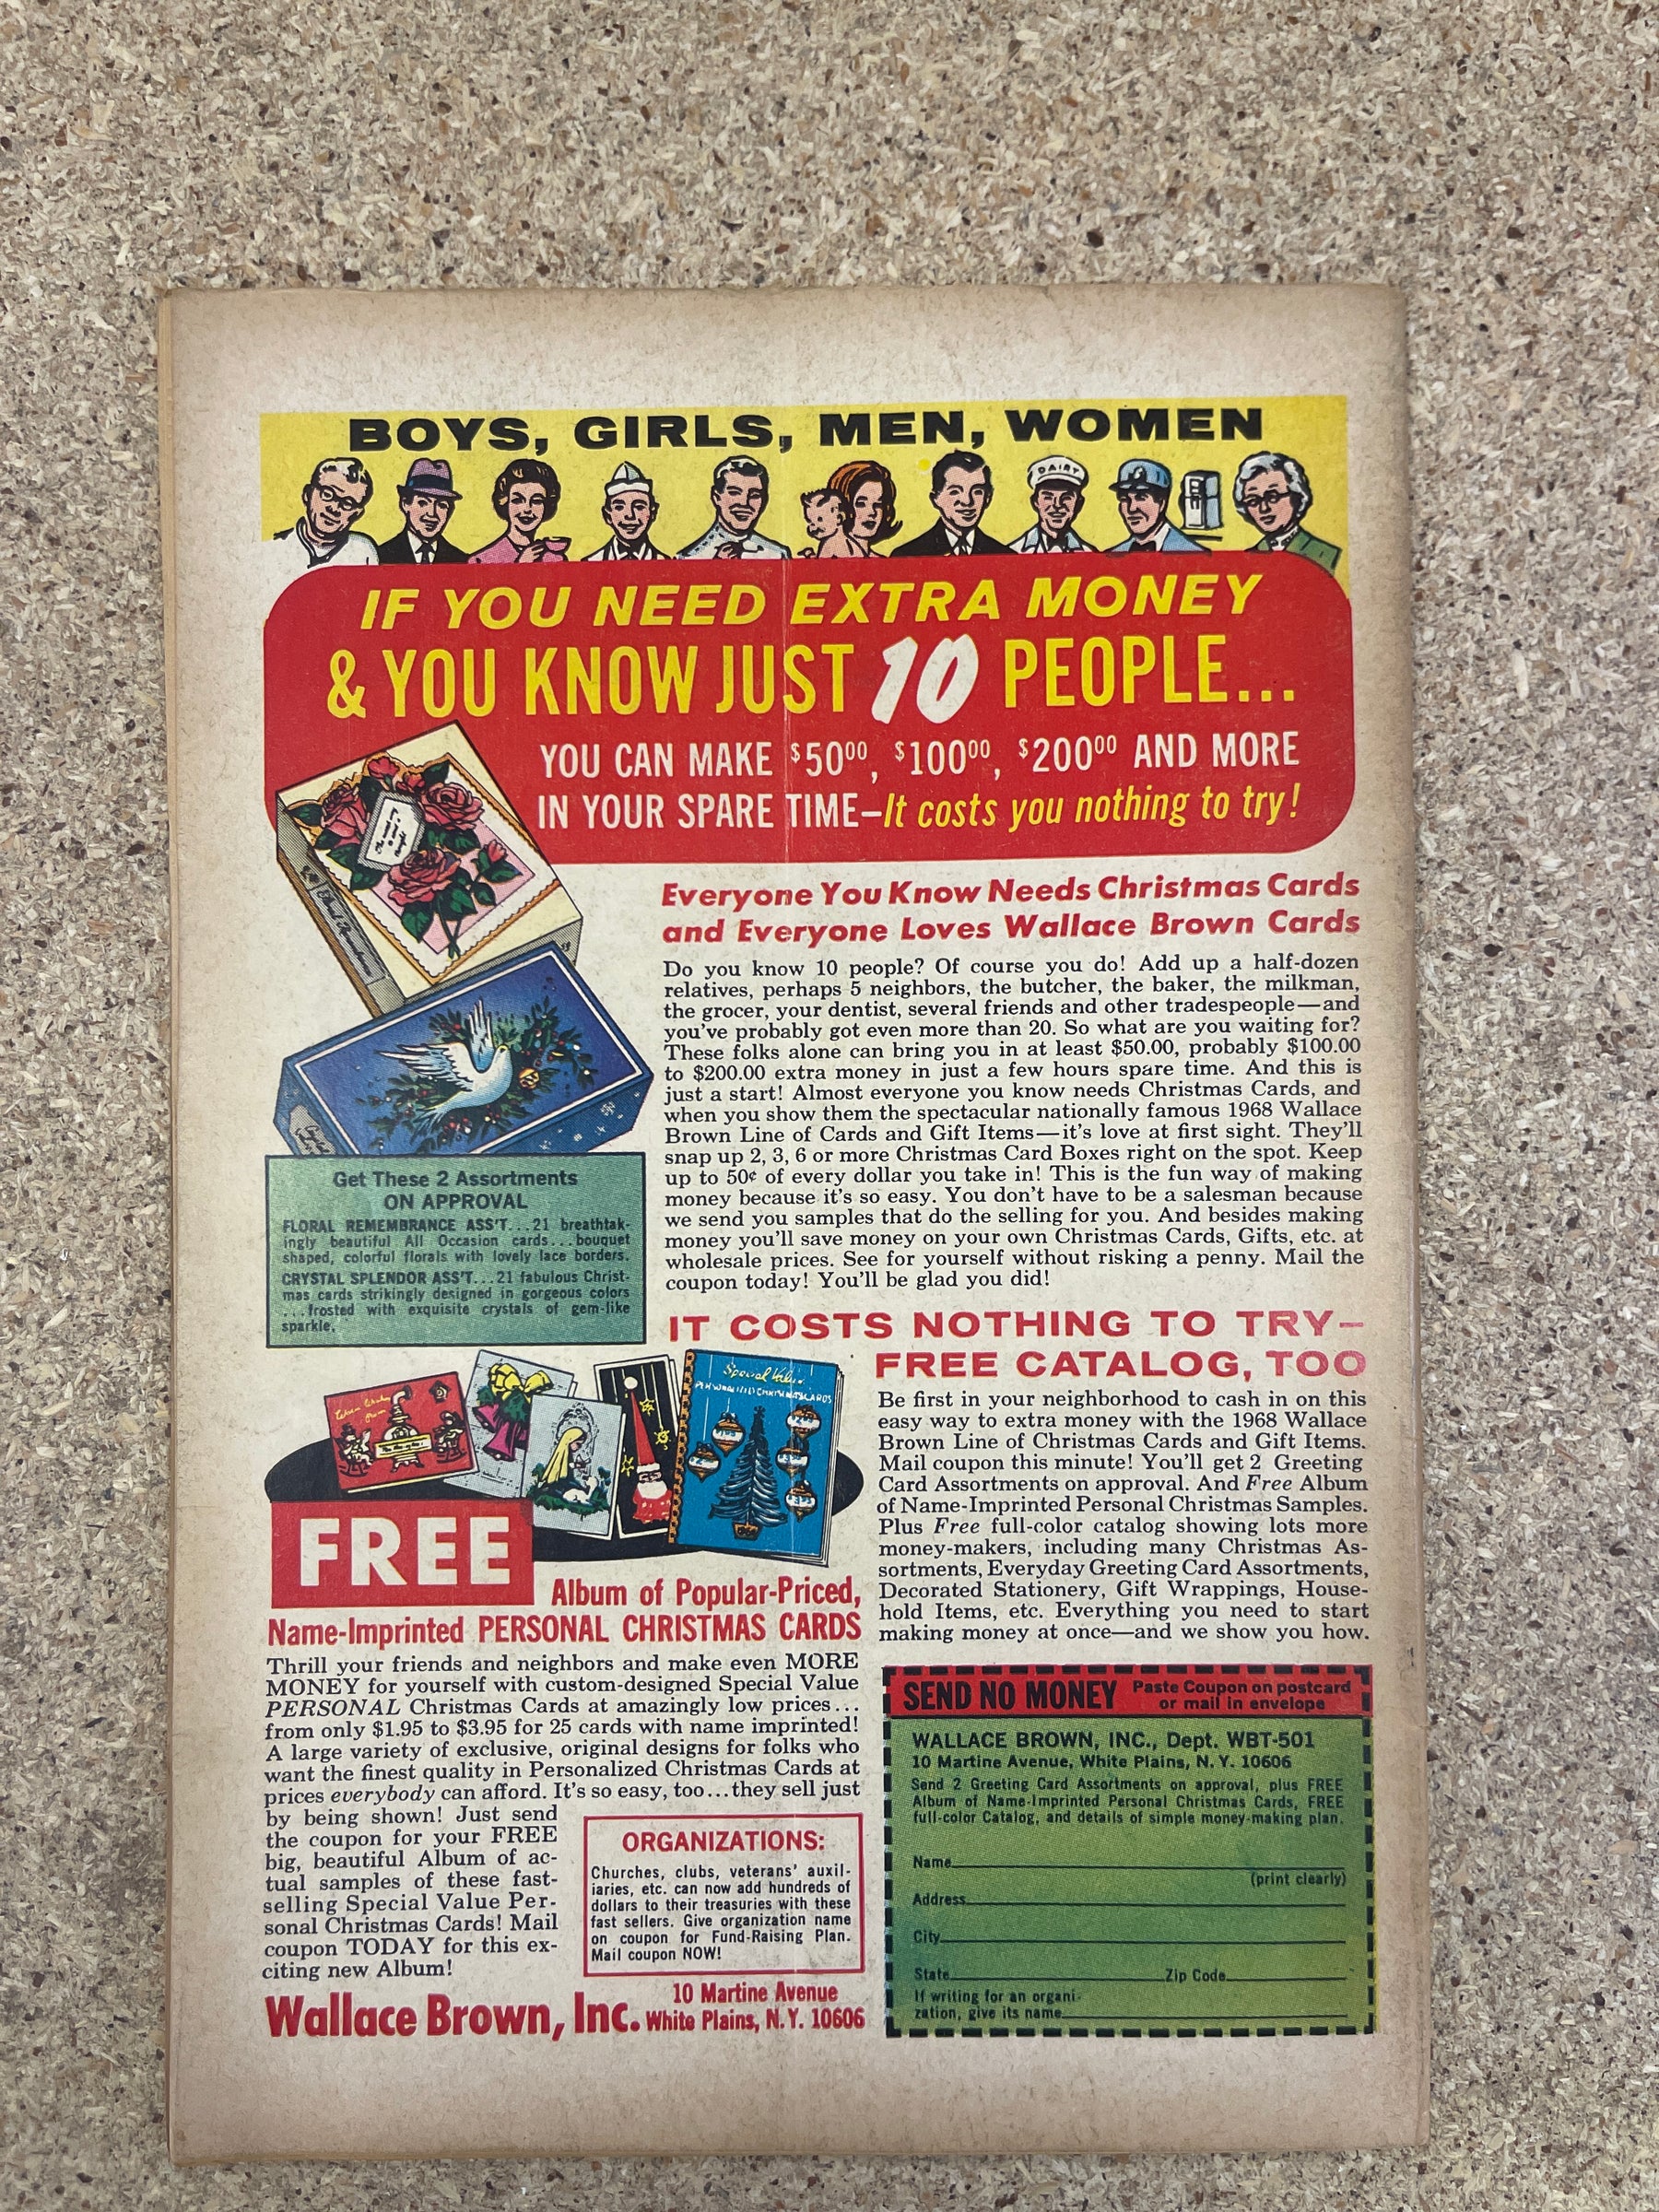 BOYS, GIRLS, MEN, WOMEN
DAIRY
IF YOU NEED EXTRA MONEY
& YOU KNOW JUST 10 PEOPLE...
YOU CAN MAKE $50.00, $100.00, $200.00 AND MORE
IN YOUR SPARE TIME–It costs you nothing to try!
Everyone You Know Needs Christmas Cards
and Everyone Loves Wallace Brown Cards
Do you know 10 people? Of course you do! Add up a half-dozen
relatives, perhaps 5 neighbors, the butcher, the baker, the milkman,
the grocer, your dentist, several friends and other tradespeople—and
you've probably got even more than 20. So what are you waiting for?
These folks alone can bring you in at least $50.00, probably $100.00
to $200.00 extra money in just a few hours spare time. And this is
just a start! Almost everyone you know needs Christmas Cards, and
when you show them the spectacular nationally famous 1968 Wallace
Brown Line of Cards and Gift Items—it's love at first sight. They'll
snap up 2, 3, 6 or more Christmas Card Boxes right on the spot. Keep
up to 50¢ of every dollar you take in! This is the fun way of making
money because it's so easy. You don't have to be a salesman because
we send you samples that do the selling for you. And besides making
money you'll save money on your own Christmas Cards, Gifts, etc. at
wholesale prices. See for yourself without risking a penny. Mail the
coupon today! You'll be glad you did!
Get These 2 Assortments
ON APPROVAL
FLORAL REMEMBRANCE ASS'T...21 breathtak-
ingly beautiful All Occasion cards...bouquet
shaped, colorful florals with lovely lace borders.
CRYSTAL SPLENDOR ASS'T...21 fabulous Christ-
mas cards strikingly designed in gorgeous colors
...frosted with exquisite crystals of gem-like
sparkle.
IT COSTS NOTHING TO TRY–
FREE CATALOG, TOO
Be first in your neighborhood to cash in on this
easy way to extra money with the 1968 Wallace
Brown Line of Christmas Cards and Gift Items.
Mail coupon this minute! You'll get 2 Greeting
Card Assortments on approval. And Free Album
of Name-Imprinted Personal Christmas Samples.
Plus Free full-color catalog showing lots more
money-makers, including many Christmas As-
sortments, Everyday Greeting Card Assortments,
Decorated Stationery, Gift Wrappings, House-
hold Items, etc. Everything you need to start
making money at once—and we show you how.
Special Value
PERSONALIZED CHRISTMAS CARDS
FREE
Album of Popular-Priced,
Name-Imprinted PERSONAL CHRISTMAS CARDS
Thrill your friends and neighbors and make even MORE
MONEY for yourself with custom-designed Special Value
PERSONAL Christmas Cards at amazingly low prices...
from only $1.95 to $3.95 for 25 cards with name imprinted!
A large variety of exclusive, original designs for folks who
want the finest quality in Personalized Christmas Cards at
prices everybody can afford. It's so easy, too...they sell just
by being shown! Just send
the coupon for your FREE
big, beautiful Album of ac-
tual samples of these fast-
selling Special Value Per-
sonal Christmas Cards! Mail
coupon TODAY for this ex-
citing new Album!
ORGANIZATIONS:
Churches, clubs, veterans' auxil-
iaries, etc. can now add hundreds of
dollars to their treasuries with these
fast sellers. Give organization name
on coupon for Fund-Raising Plan.
Mail coupon NOW!
Wallace Brown, Inc.
10 Martine Avenue
White Plains, N.Y. 10606
SEND NO MONEY
Paste Coupon on postcard
or mail in envelope
WALLACE BROWN, INC., Dept. WBT-501
10 Martine Avenue, White Plains, N.Y. 10606
Send 2 Greeting Card Assortments on approval, plus FREE
Album of Name-Imprinted Personal Christmas Cards, FREE
full-color Catalog, and details of simple money-making plan.
Name
(print clearly)
Address
City
State Zip Code
If writing for an organi-
zation, give its name